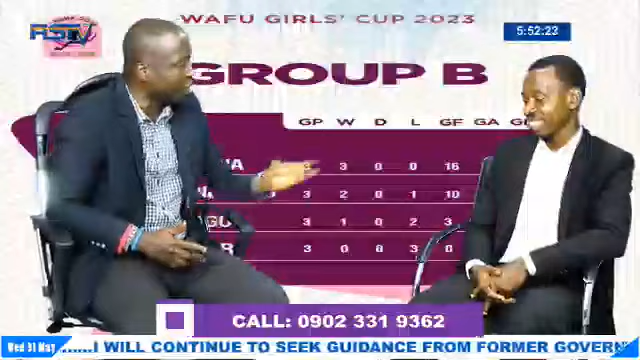 WAFU GIRLS' CUP 2023
5:52:23
GROUP B
GP W D L GF GA
3 0 0 16
3 2 0 1 10
3 1 0 2 3
3 0 0 3 0
CALL: 0902 331 9362
Wed 31 May
......I WILL CONTINUE TO SEEK GUIDANCE FROM FORMER GOVERN